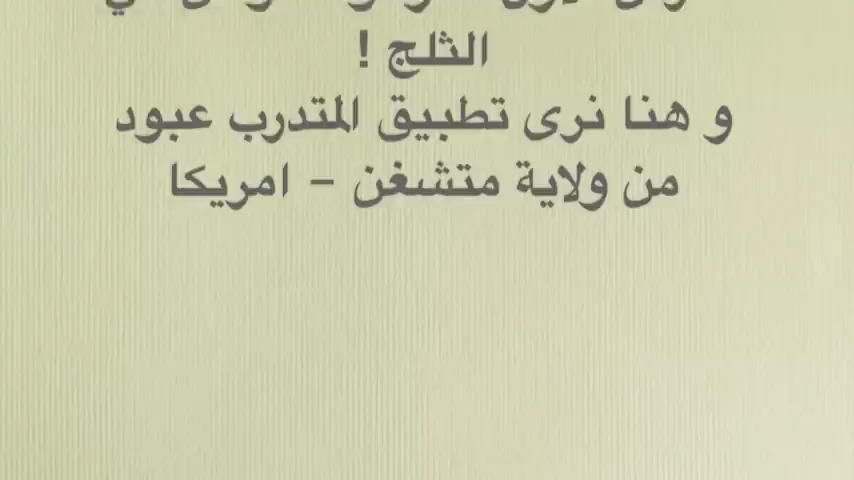 الثلج !
و هنا نرى تطبيق المتدرب عبود
من ولاية متشغن - امريكا